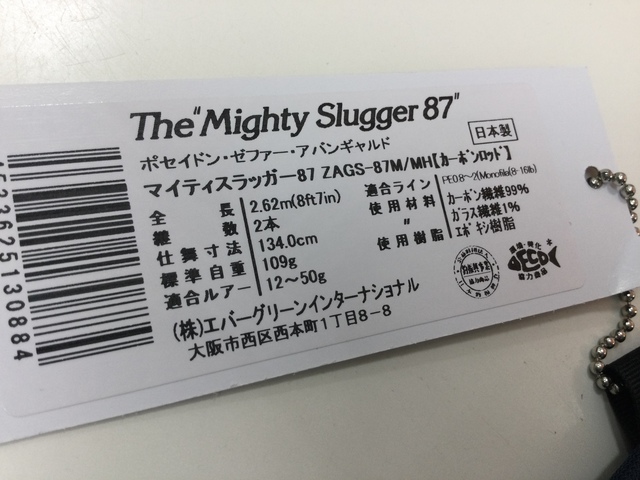 The "Mighty Slugger 87"
日本製
ポセイドン・ゼファー・アバンギャルド
マイティスラッガー87 ZAGS-87M/MH【カーボンロッド】
全長 2.62m(8ft7in)
継数 2本
仕舞寸法 134.0cm
標準自重 109g
適合ルアー 12～50g
適合ライン PE0.8~2(Monofila(8-16lb)
使用材料 カーボン繊維99%
〃 ガラス繊維1%
使用樹脂 エポキシ樹脂
ECO
協力商品
(株)エバーグリーンインターナショナル
大阪市西区西本町1丁目8-8